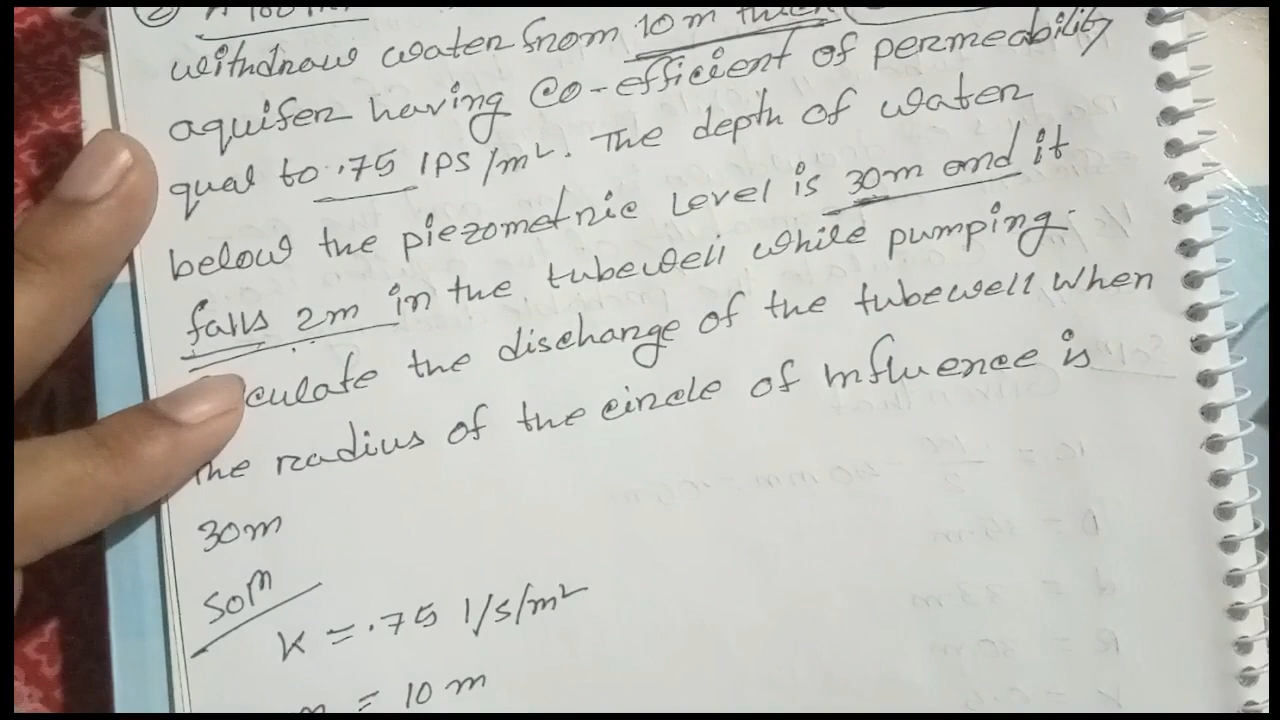 withdraw water from 10m thick
aquifer having Co-efficient of permeability
qual to .75 lPS/m². The depth of water
below the piezometric Level is 30m and it
falls 2m in the tubewell while pumping.
culate the discharge of the tubewell when
the radius of the circle of influence is
30m
Soln
K = .75 l/s/m²
= 10 m